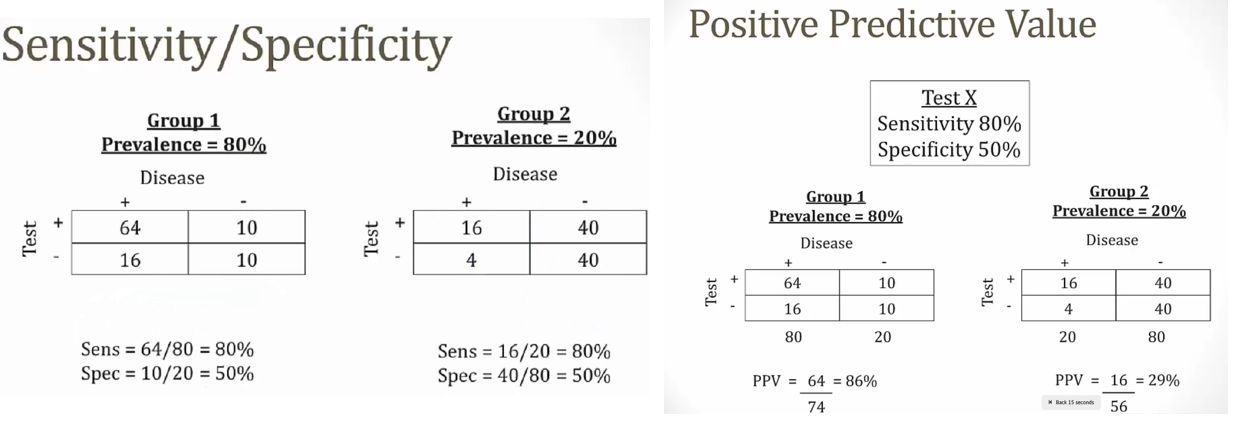 Sensitivity/Specificity
Group 1
Prevalence = 80%
Disease
+ -
Test + 64 10
- 16 10
Sens = 64/80 = 80%
Spec = 10/20 = 50%
Group 2
Prevalence = 20%
Disease
+ -
Test + 16 40
- 4 40
Sens = 16/20 = 80%
Spec = 40/80 = 50%
Positive Predictive Value
Test X
Sensitivity 80%
Specificity 50%
Group 1
Prevalence = 80%
Disease
+ -
Test + 64 10
- 16 10
80 20
PPV = 64 = 86%
74
Group 2
Prevalence = 20%
Disease
+ -
Test + 16 40
- 4 40
20 80
PPV = 16 = 29%
Back 15 seconds
56